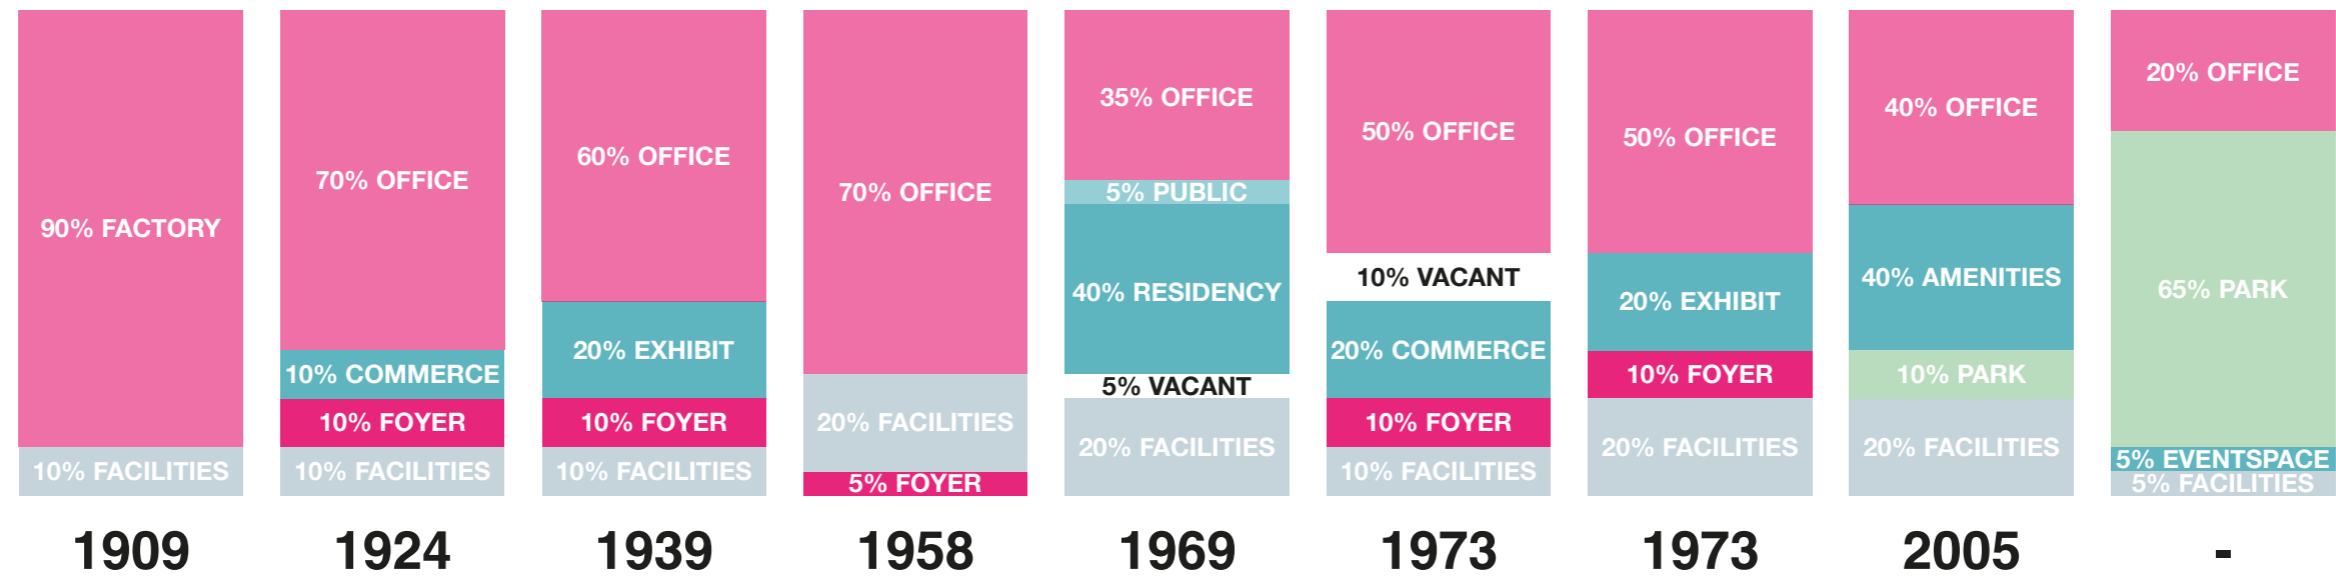 90% FACTORY
10% FACILITIES
1909
70% OFFICE
10% COMMERCE
10% FOYER
10% FACILITIES
1924
60% OFFICE
20% EXHIBIT
10% FOYER
10% FACILITIES
1939
70% OFFICE
20% FACILITIES
5% FOYER
1958
35% OFFICE
5% PUBLIC
40% RESIDENCY
5% VACANT
20% FACILITIES
1969
50% OFFICE
10% VACANT
20% COMMERCE
10% FOYER
10% FACILITIES
1973
50% OFFICE
20% EXHIBIT
10% FOYER
20% FACILITIES
1973
40% OFFICE
40% AMENITIES
10% PARK
20% FACILITIES
2005
20% OFFICE
65% PARK
5% EVENTSPACE
5% FACILITIES
-